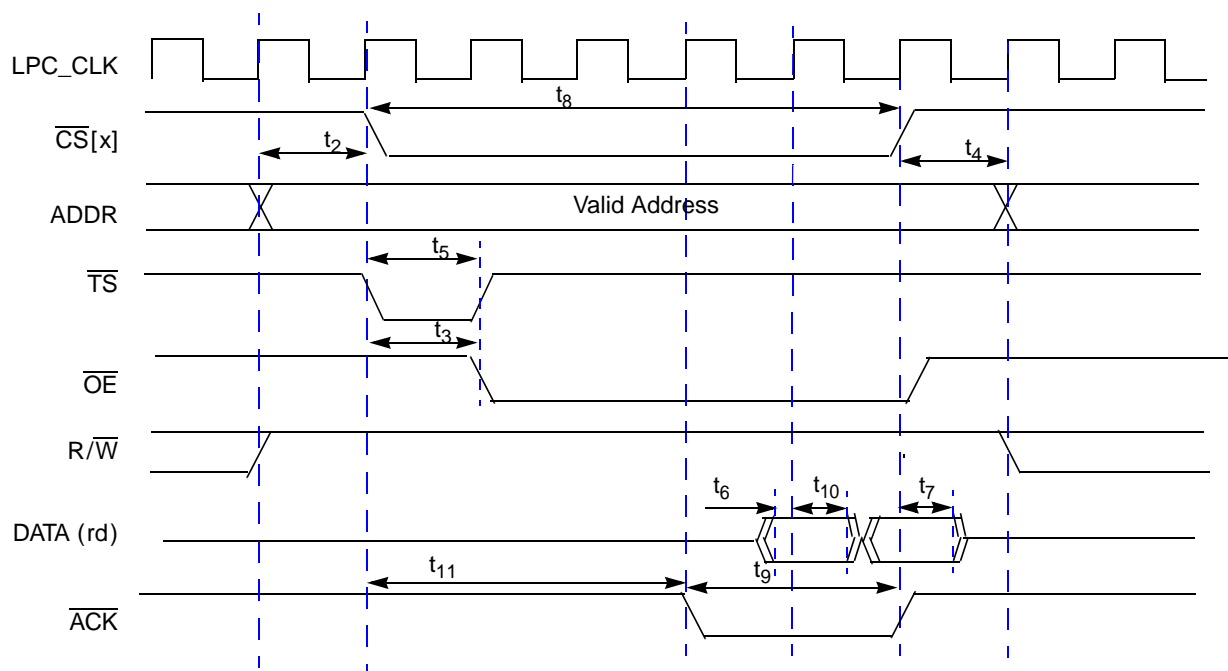 LPC_CLK
t8
CS[x]
t2
t4
ADDR
Valid Address
t5
TS
t3
OE
R/W
t6
t10
t7
DATA (rd)
t11
t9
ACK